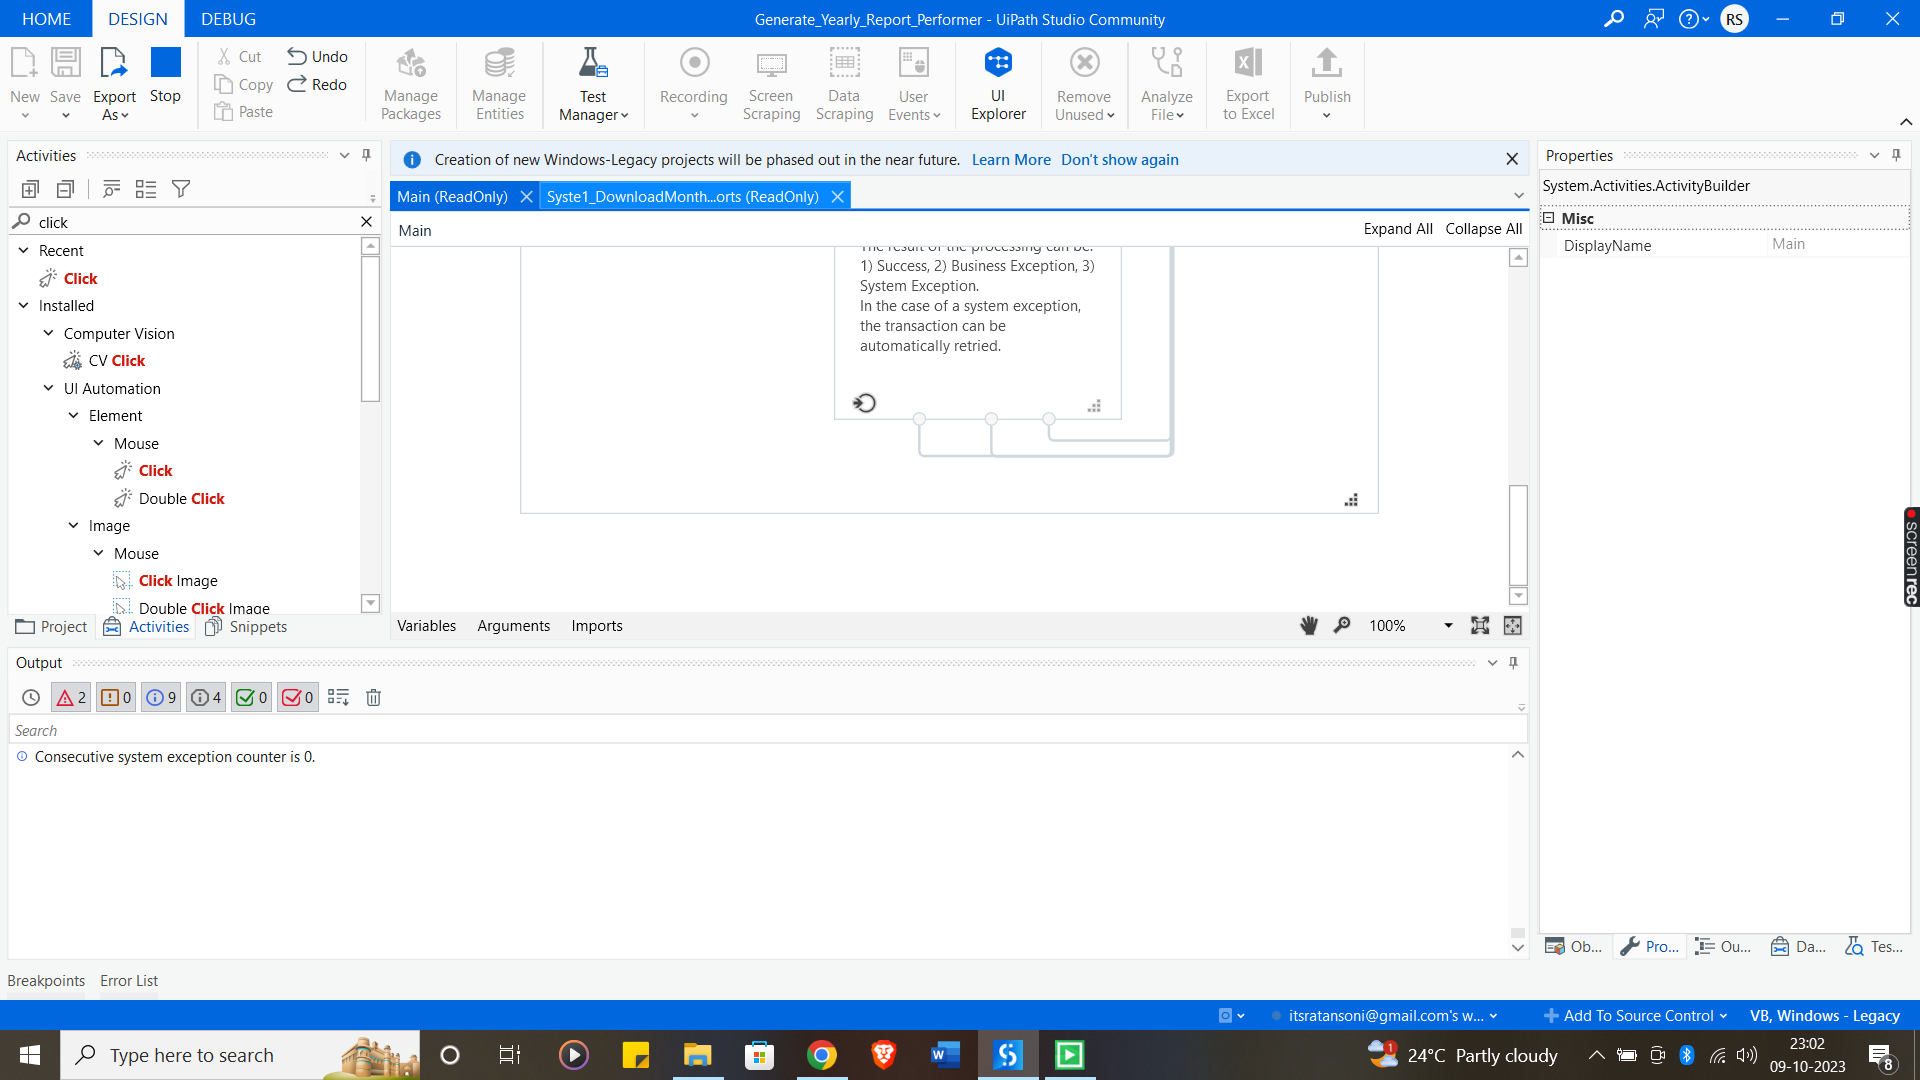 HOME
DESIGN
DEBUG
Generate_Yearly_Report_Performer - UiPath Studio Community
RS
New
Save
Export
As
Stop
Cut
Copy
Paste
Undo
Redo
Manage
Packages
Manage
Entities
Test
Manager
Recording
Screen
Scraping
Data
Scraping
User
Events
UI
Explorer
Remove
Unused
Analyze
File
Export
to Excel
Publish
Activities
click
Recent
Click
Installed
Computer Vision
CV Click
UI Automation
Element
Mouse
Click
Double Click
Image
Mouse
Click Image
Double Click Image
Project
Activities
Snippets
Creation of new Windows-Legacy projects will be phased out in the near future. Learn More Don't show again
Main (ReadOnly)
Syste1_DownloadMonth...orts (ReadOnly)
Main
Expand All
Collapse All
The result of the processing can be:
1) Success, 2) Business Exception, 3)
System Exception.
In the case of a system exception,
the transaction can be
automatically retried.
Variables
Arguments
Imports
100%
Properties
System.Activities.ActivityBuilder
Misc
DisplayName
Main
Output
2
0
9
4
0
0
Search
Consecutive system exception counter is 0.
Ob...
Pro...
Ou...
Da...
Tes...
screenrec
Breakpoints
Error List
itsratansoni@gmail.com's w...
Add To Source Control
VB, Windows - Legacy
Type here to search
1
24°C Partly cloudy
23:02
09-10-2023
8